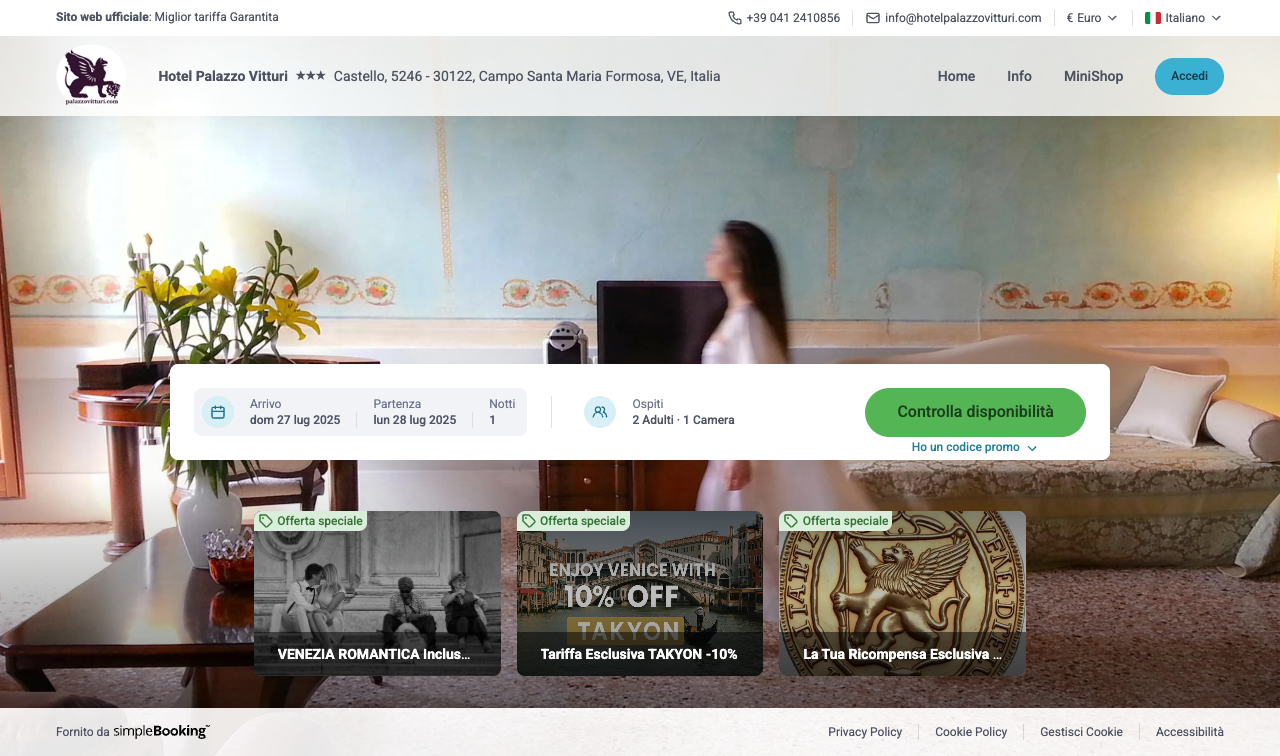 Sito web ufficiale: Miglior tariffa Garantita
+39 041 2410856
info@hotelpalazzovitturi.com
€ Euro
Italiano
palazzovitturi.com
Hotel Palazzo Vitturi ★★★ Castello, 5246 - 30122, Campo Santa Maria Formosa, VE, Italia
Home
Info
MiniShop
Accedi
Arrivo
dom 27 lug 2025
Partenza
lun 28 lug 2025
Notti
1
Ospiti
2 Adulti · 1 Camera
Controlla disponibilità
Ho un codice promo
Offerta speciale
VENEZIA ROMANTICA Inclus...
Offerta speciale
ENJOY VENICE WITH
10% OFF
TAKYON
Tariffa Esclusiva TAKYON -10%
Offerta speciale
La Tua Ricompensa Esclusiva ...
Fornito da simpleBooking
Privacy Policy
Cookie Policy
Gestisci Cookie
Accessibilità